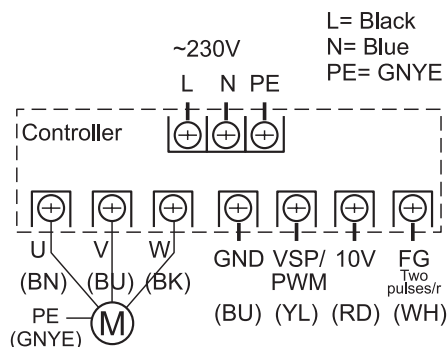 L= Black
N= Blue
PE= GNYE
~230V
L N PE
Controller
U V W GND VSP/PWM 10V FG
Two pulses/r
(BN) (BU) (BK) (BU) (YL) (RD) (WH)
PE
(GNYE)
M